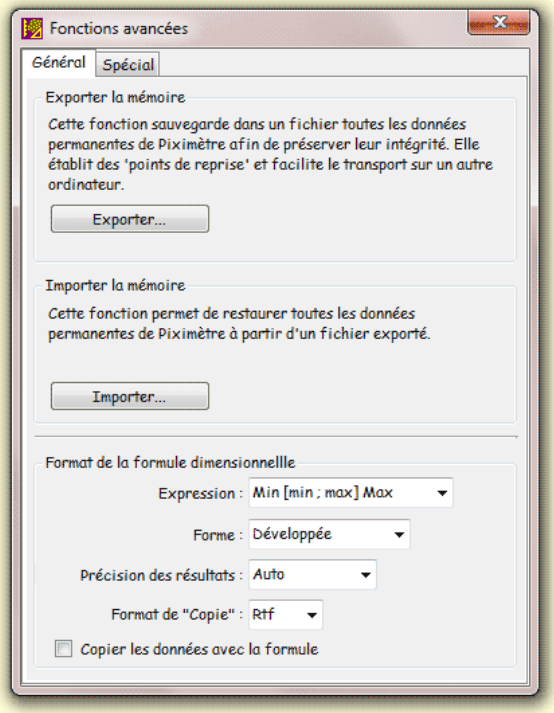 Fonctions avancées
Général
Spécial
Exporter la mémoire
Cette fonction sauvegarde dans un fichier toutes les données
permanentes de Piximètre afin de préserver leur intégrité. Elle
établit des 'points de reprise' et facilite le transport sur un autre
ordinateur.
Exporter...
Importer la mémoire
Cette fonction permet de restaurer toutes les données
permanentes de Piximètre à partir d'un fichier exporté.
Importer...
Format de la formule dimensionnellle
Expression : Min [min ; max] Max
Forme : Développée
Précision des résultats : Auto
Format de "Copie" : Rtf
Copier les données avec la formule